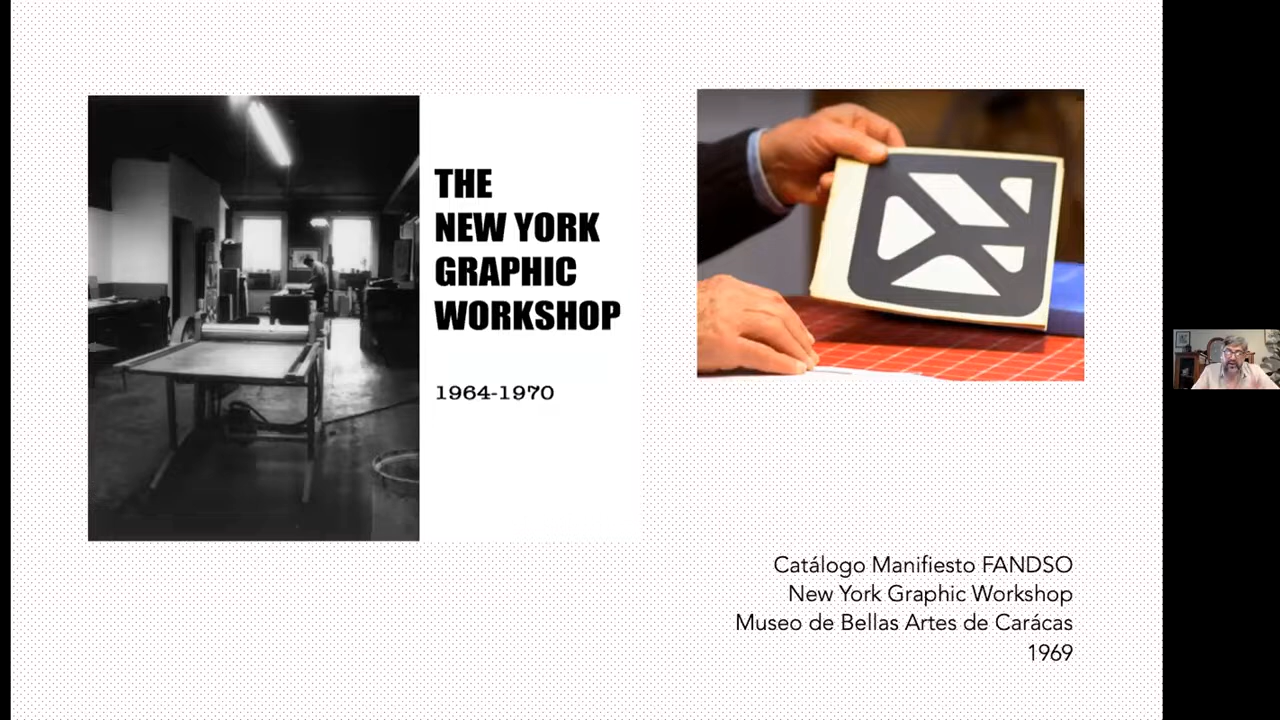 THE
NEW YORK
GRAPHIC
WORKSHOP
1964-1970
Catálogo Manifiesto FANDSO
New York Graphic Workshop
Museo de Bellas Artes de Carácas
1969